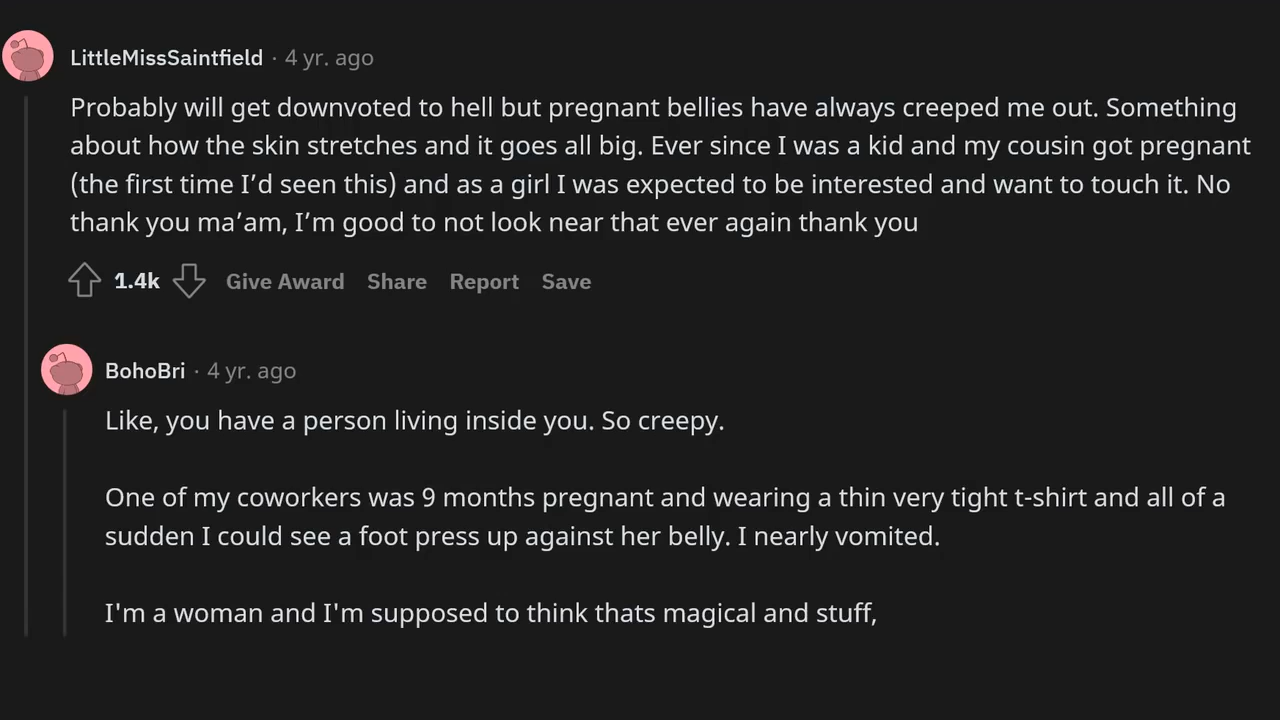 LittleMissSaintfield · 4 yr. ago
Probably will get downvoted to hell but pregnant bellies have always creeped me out. Something
about how the skin stretches and it goes all big. Ever since I was a kid and my cousin got pregnant
(the first time I’d seen this) and as a girl I was expected to be interested and want to touch it. No
thank you ma’am, I’m good to not look near that ever again thank you
1.4k Give Award Share Report Save
BohoBri · 4 yr. ago
Like, you have a person living inside you. So creepy.
One of my coworkers was 9 months pregnant and wearing a thin very tight t-shirt and all of a
sudden I could see a foot press up against her belly. I nearly vomited.
I'm a woman and I'm supposed to think thats magical and stuff,